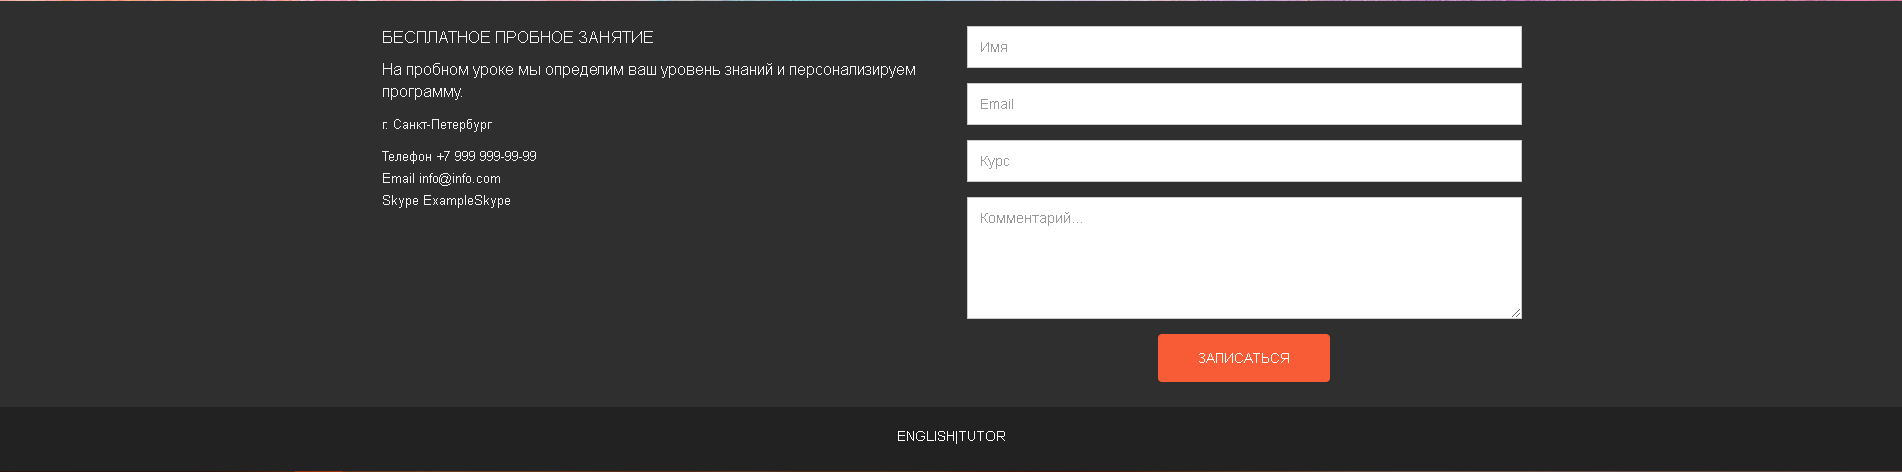 БЕСПЛАТНОЕ ПРОБНОЕ ЗАНЯТИЕ
На пробном уроке мы определим ваш уровень знаний и персонализируем
программу.
г. Санкт-Петербург
Телефон +7 999 999-99-99
Email info@info.com
Skype ExampleSkype
Имя
Email
Курс
Комментарий...
ЗАПИСАТЬСЯ
ENGLISH|TUTOR